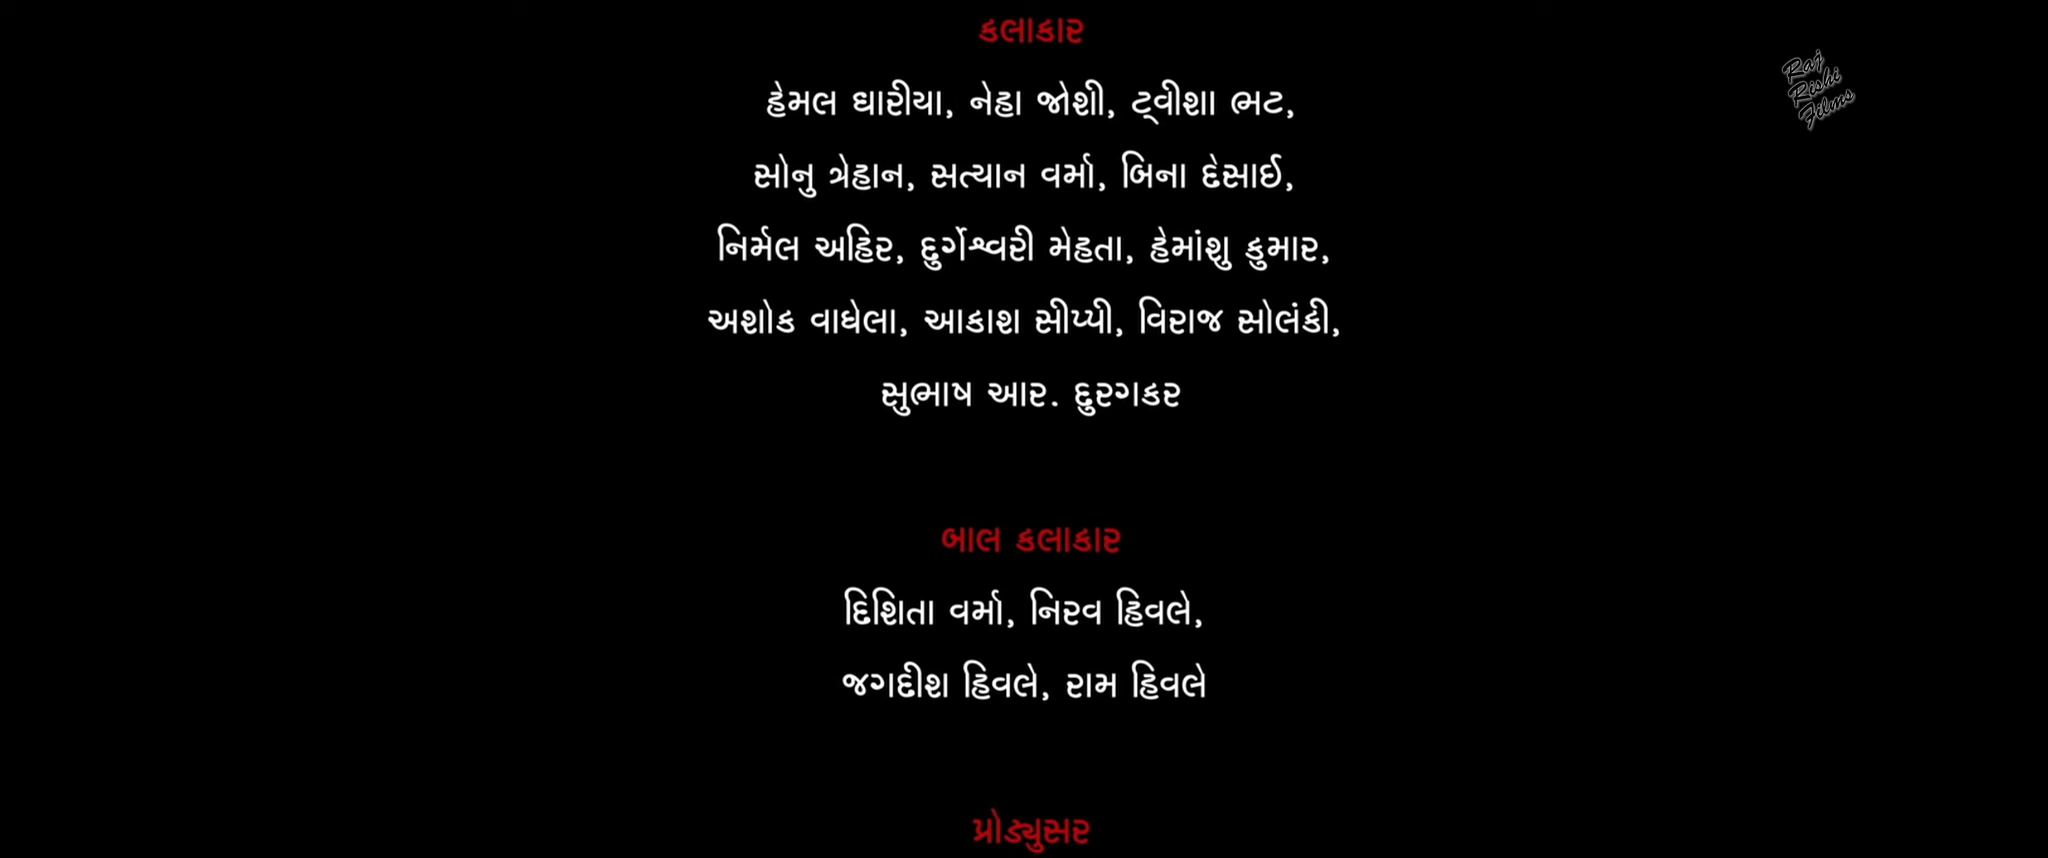 કલાકાર
હેમલ ઘારીયા, નેહા જોશી, ટ્વીશા ભટ,
સોનુ ત્રેહાન, સત્યાન વર્મા, બિના દેસાઈ,
નિર્મલ અહિર, દુર્ગેશ્વરી મેહતા, હેમાંશુ કુમાર,
અશોક વાઘેલા, આકાશ સીપ્પી, વિરાજ સોલંકી,
સુભાષ આર. દુરગકર
બાલ કલાકાર
દિશિતા વર્મા, નિરવ હિવલે,
જગદીશ હિવલે, રામ હિવલે
પ્રોડ્યુસર
Raj
Rishi
Films